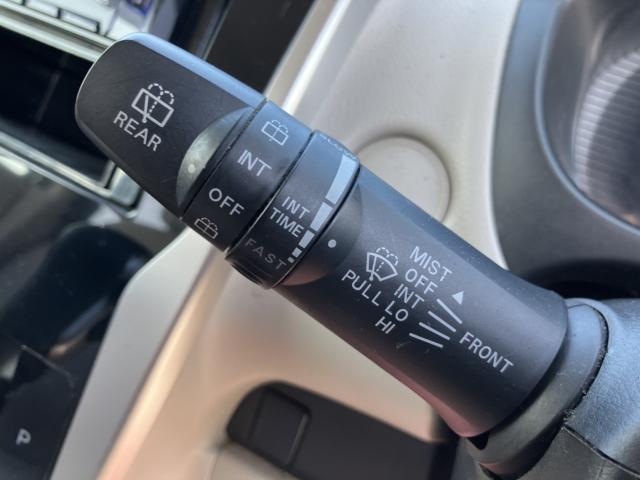 REAR
INT
OFF
INT
TIME
FAST
MIST
OFF
INT
PULL LO
HI
FRONT
P